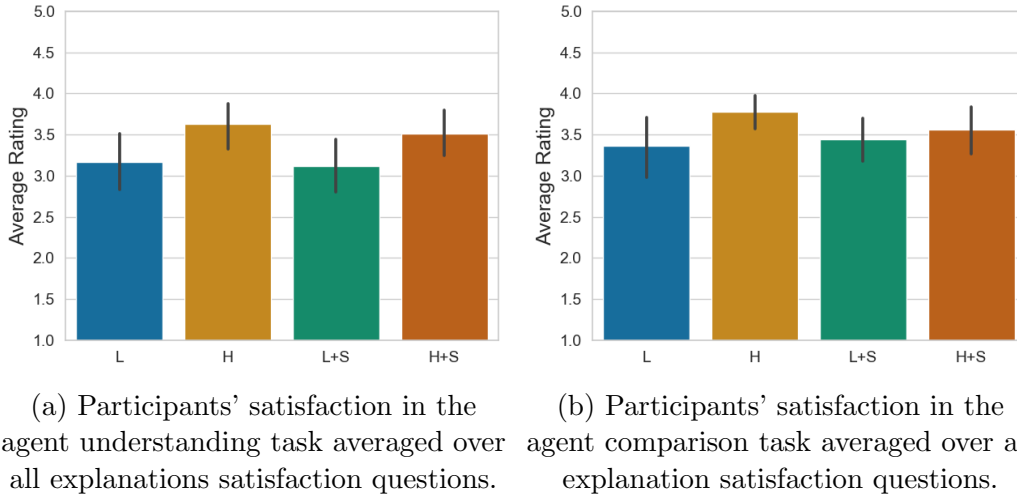 5.0
4.5
4.0
3.5
3.0
2.5
2.0
1.5
1.0
Average Rating
L
H
L+S
H+S
(a) Participants' satisfaction in the
agent understanding task averaged over
all explanations satisfaction questions.
5.0
4.5
4.0
3.5
3.0
2.5
2.0
1.5
1.0
Average Rating
L
H
L+S
H+S
(b) Participants' satisfaction in the
agent comparison task averaged over a
explanation satisfaction questions.